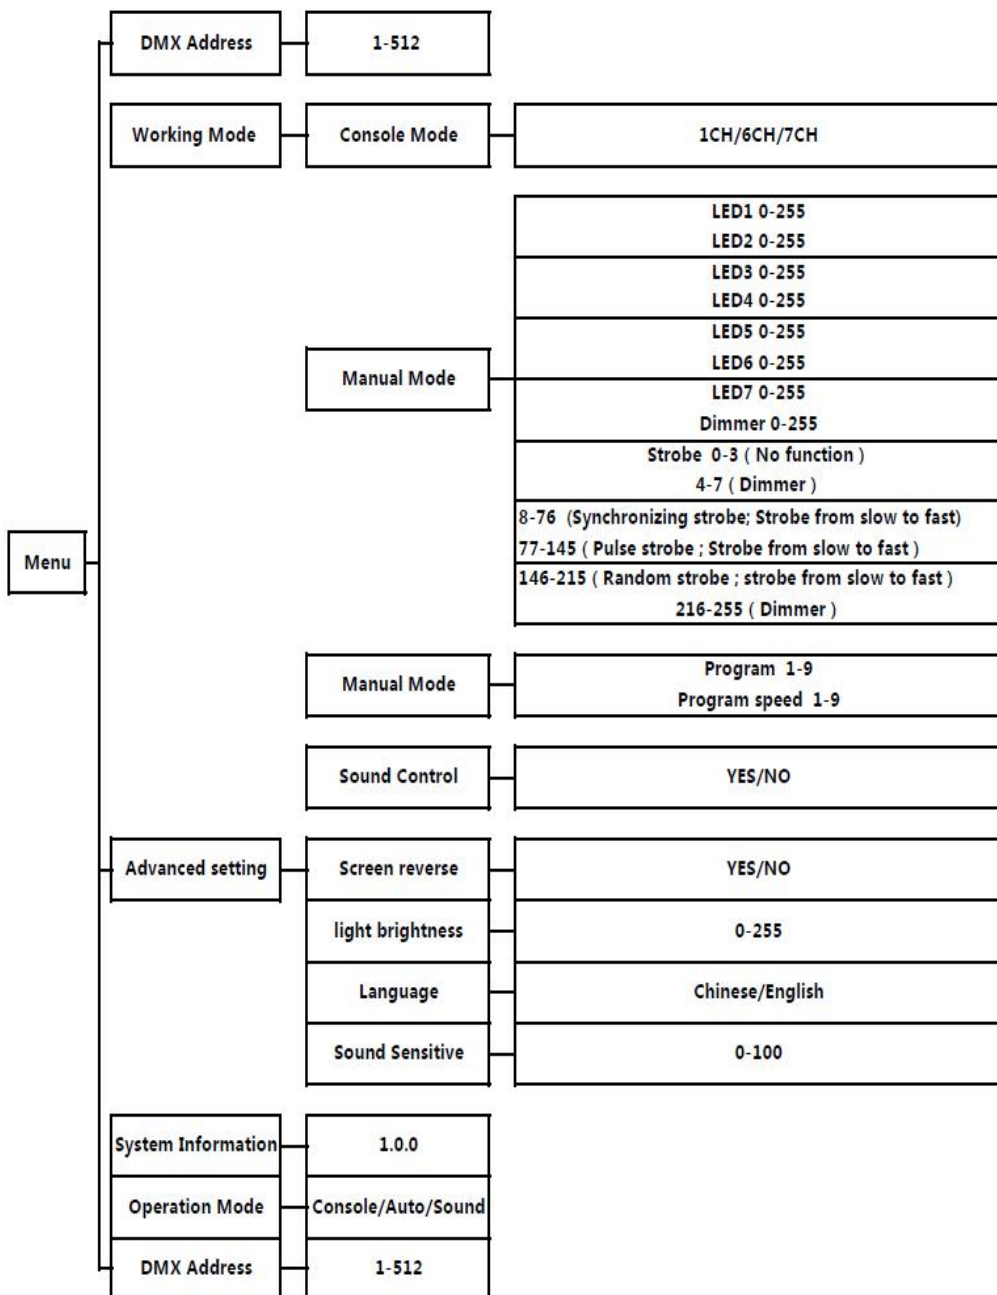 DMX Address
1-512
Working Mode
Console Mode
1CH/6CH/7CH
Manual Mode
LED1 0-255
LED2 0-255
LED3 0-255
LED4 0-255
LED5 0-255
LED6 0-255
LED7 0-255
Dimmer 0-255
Strobe 0-3 ( No function )
4-7 ( Dimmer )
8-76 (Synchronizing strobe; Strobe from slow to fast)
77-145 ( Pulse strobe ; Strobe from slow to fast )
146-215 ( Random strobe ; strobe from slow to fast )
216-255 ( Dimmer )
Menu
Manual Mode
Program 1-9
Program speed 1-9
Sound Control
YES/NO
Advanced setting
Screen reverse
YES/NO
light brightness
0-255
Language
Chinese/English
Sound Sensitive
0-100
System Information
1.0.0
Operation Mode
Console/Auto/Sound
DMX Address
1-512